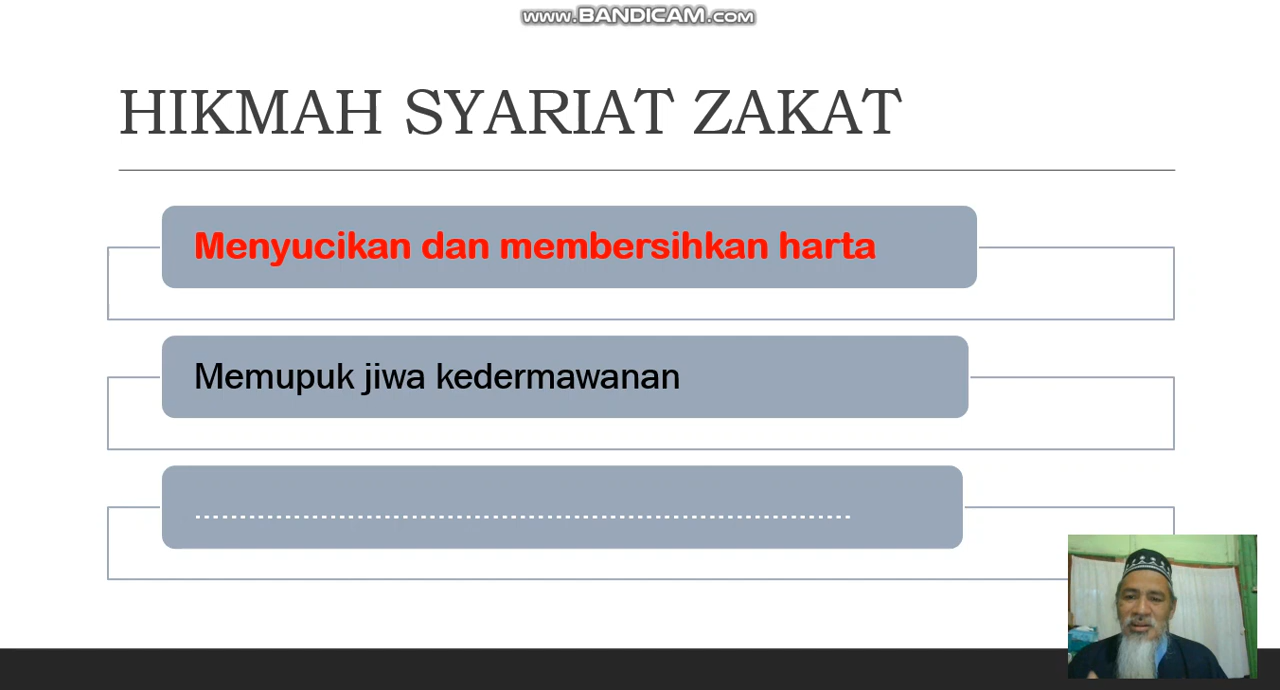 www.BANDICAM.com
HIKMAH SYARIAT ZAKAT
Menyucikan dan membersihkan harta
Memupuk jiwa kedermawanan
........................................................................